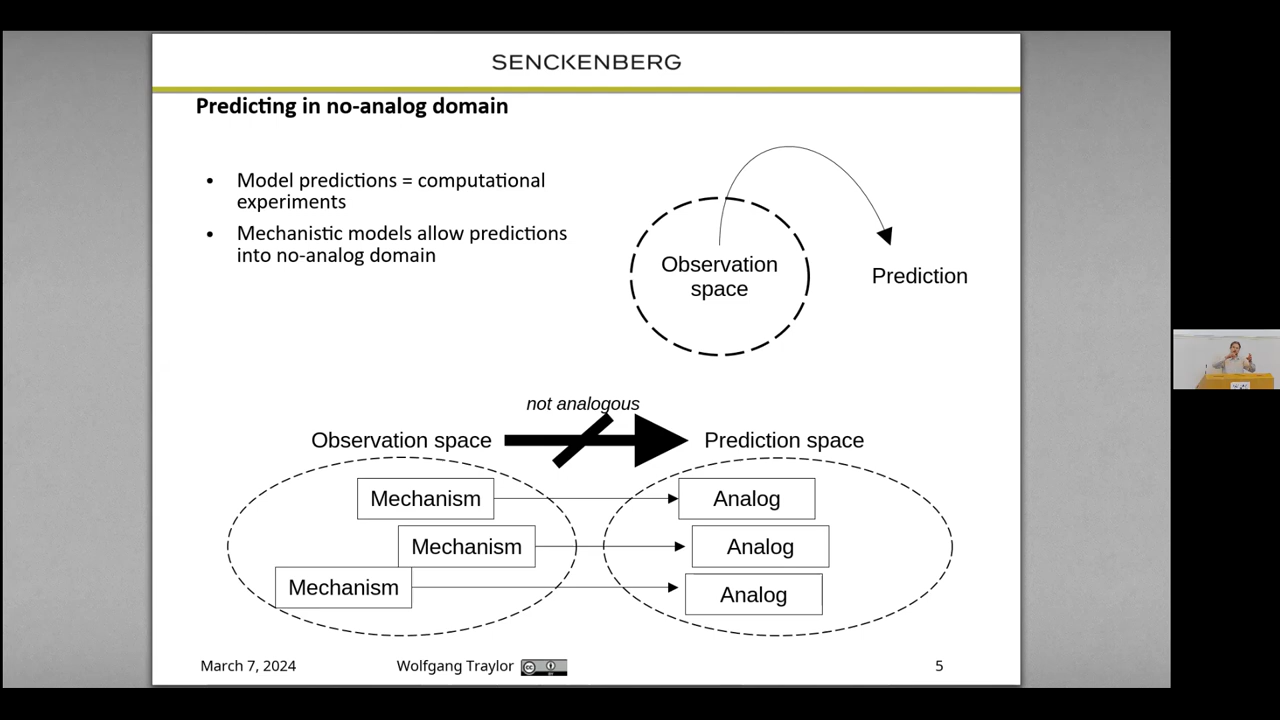 SENCKENBERG
Predicting in no-analog domain
• Model predictions = computational
experiments
• Mechanistic models allow predictions
into no-analog domain
Observation
space
Prediction
not analogous
Observation space
Prediction space
Mechanism
Analog
Mechanism
Analog
Mechanism
Analog
March 7, 2024
Wolfgang Traylor
5